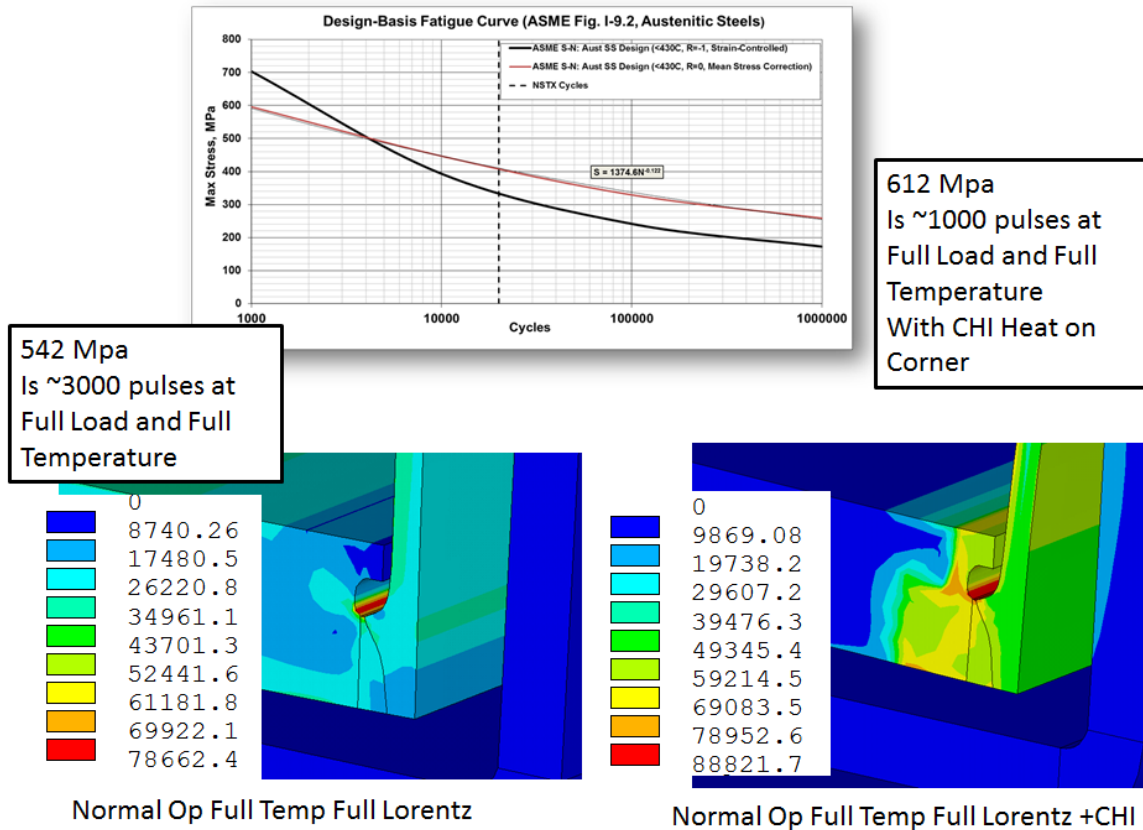 Design-Basis Fatigue Curve (ASME Fig. I-9.2, Austenitic Steels)
ASME S-N: Aust SS Design (<430C, R=-1, Strain-Controlled)
ASME S-N: Aust SS Design (<430C, R=0, Mean Stress Correction)
NSTX Cycles
Max Stress, MPa
800
700
600
500
400
300
200
100
0
S = 1374.6N^-0.122
1000
10000
100000
1000000
Cycles
612 Mpa
Is ~1000 pulses at
Full Load and Full
Temperature
With CHI Heat on
Corner
542 Mpa
Is ~3000 pulses at
Full Load and Full
Temperature
0
8740.26
17480.5
26220.8
34961.1
43701.3
52441.6
61181.8
69922.1
78662.4
Normal Op Full Temp Full Lorentz
0
9869.08
19738.2
29607.2
39476.3
49345.4
59214.5
69083.5
78952.6
88821.7
Normal Op Full Temp Full Lorentz +CHI